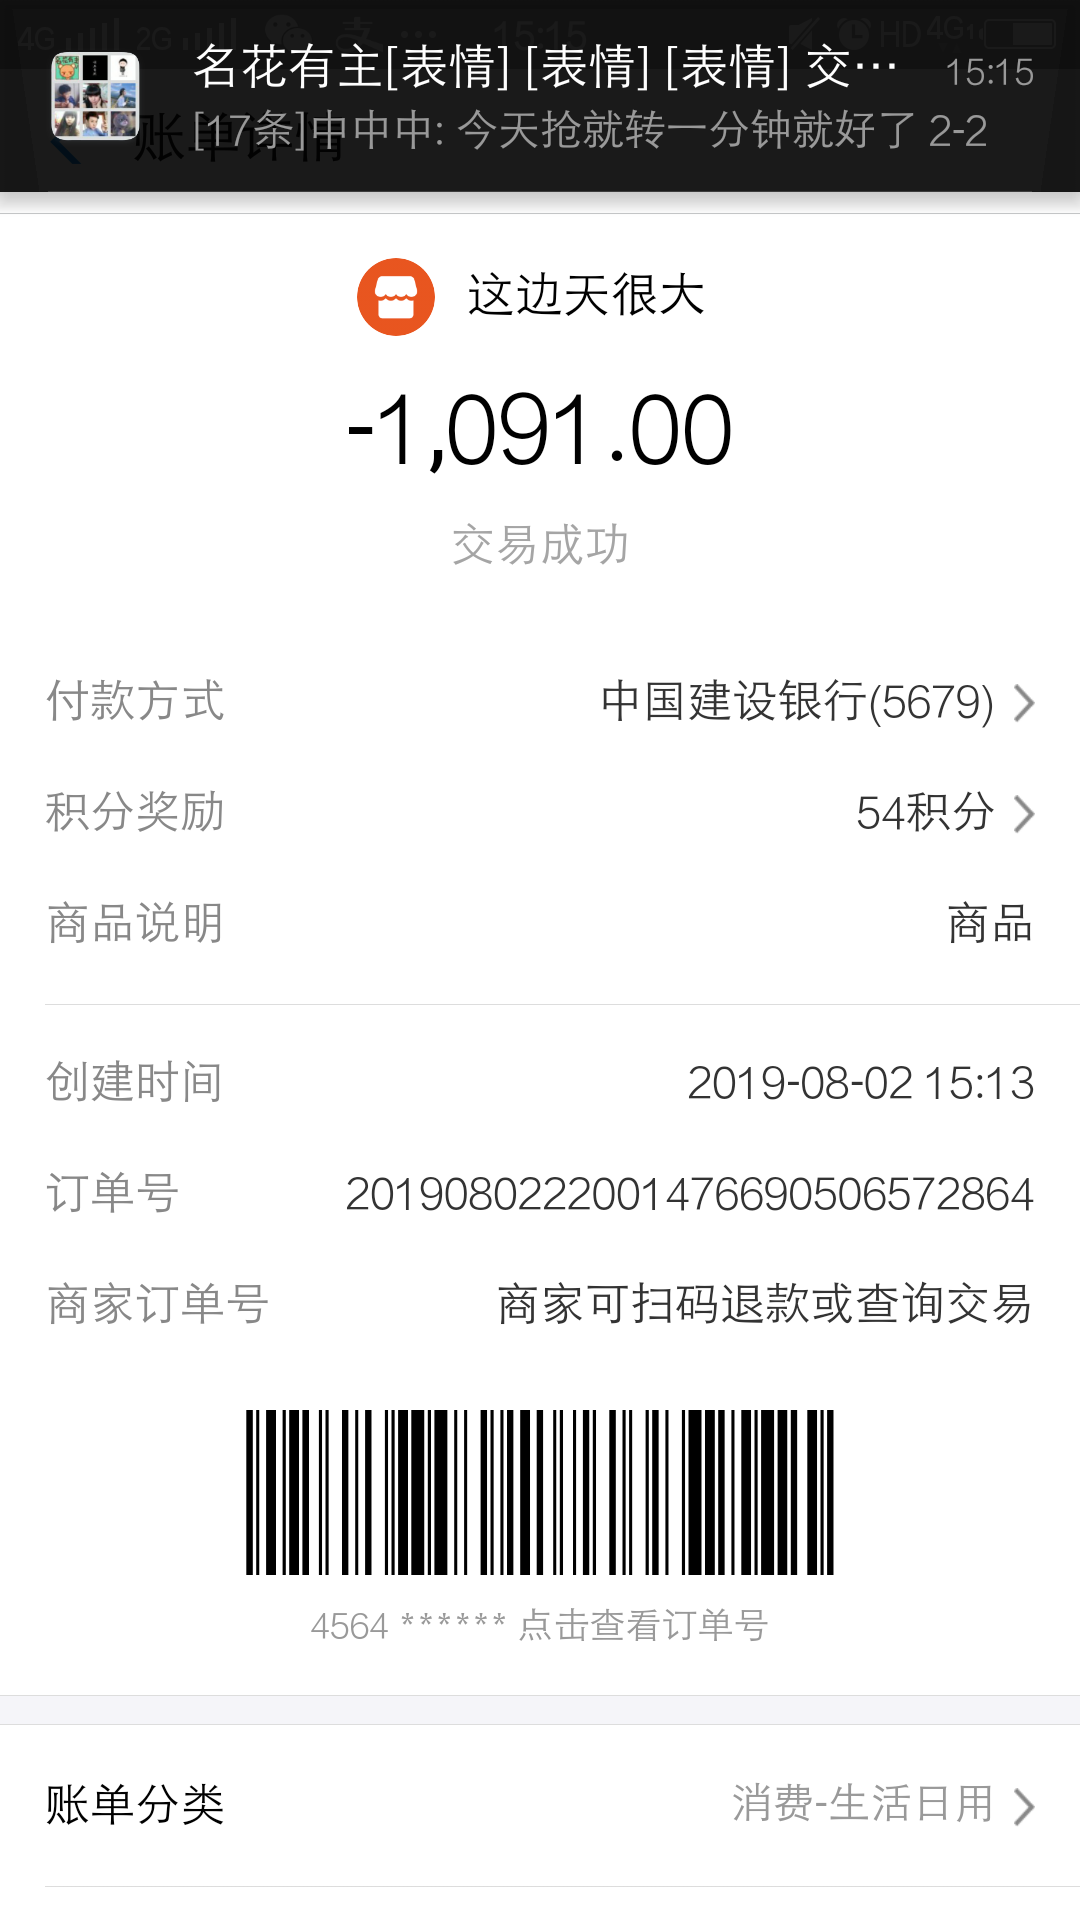 名花有主[表情] [表情] [表情] 交… 15:15
[17条]中中中: 今天抢就转一分钟就好了 2-2
账单详情
这边天很大
-1,091.00
交易成功
付款方式 中国建设银行(5679)
积分奖励 54积分
商品说明 商品
创建时间 2019-08-02 15:13
订单号 2019080222001476690506572864
商家订单号 商家可扫码退款或查询交易
4564 ****** 点击查看订单号
账单分类 消费-生活日用